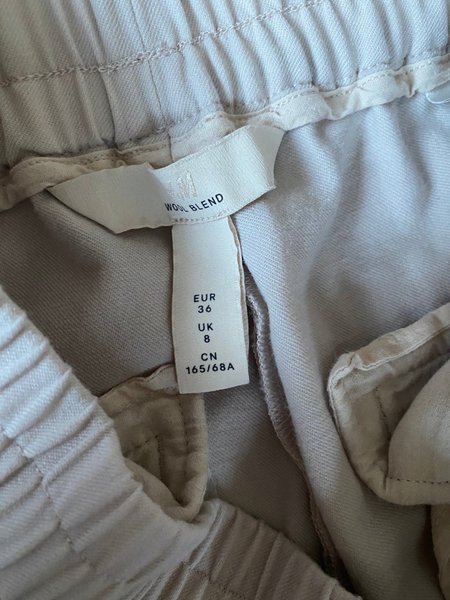 WOOL BLEND
EUR
36
UK
8
CN
165/68A